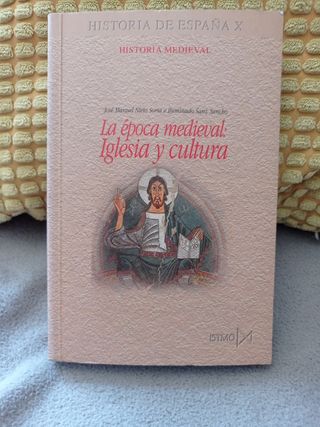 HISTORIA DE ESPAÑA X
HISTORIA MEDIEVAL
José Manuel Nieto Soria e Iluminado Sanz Sancho
La época medieval:
Iglesia y cultura
ISTMO